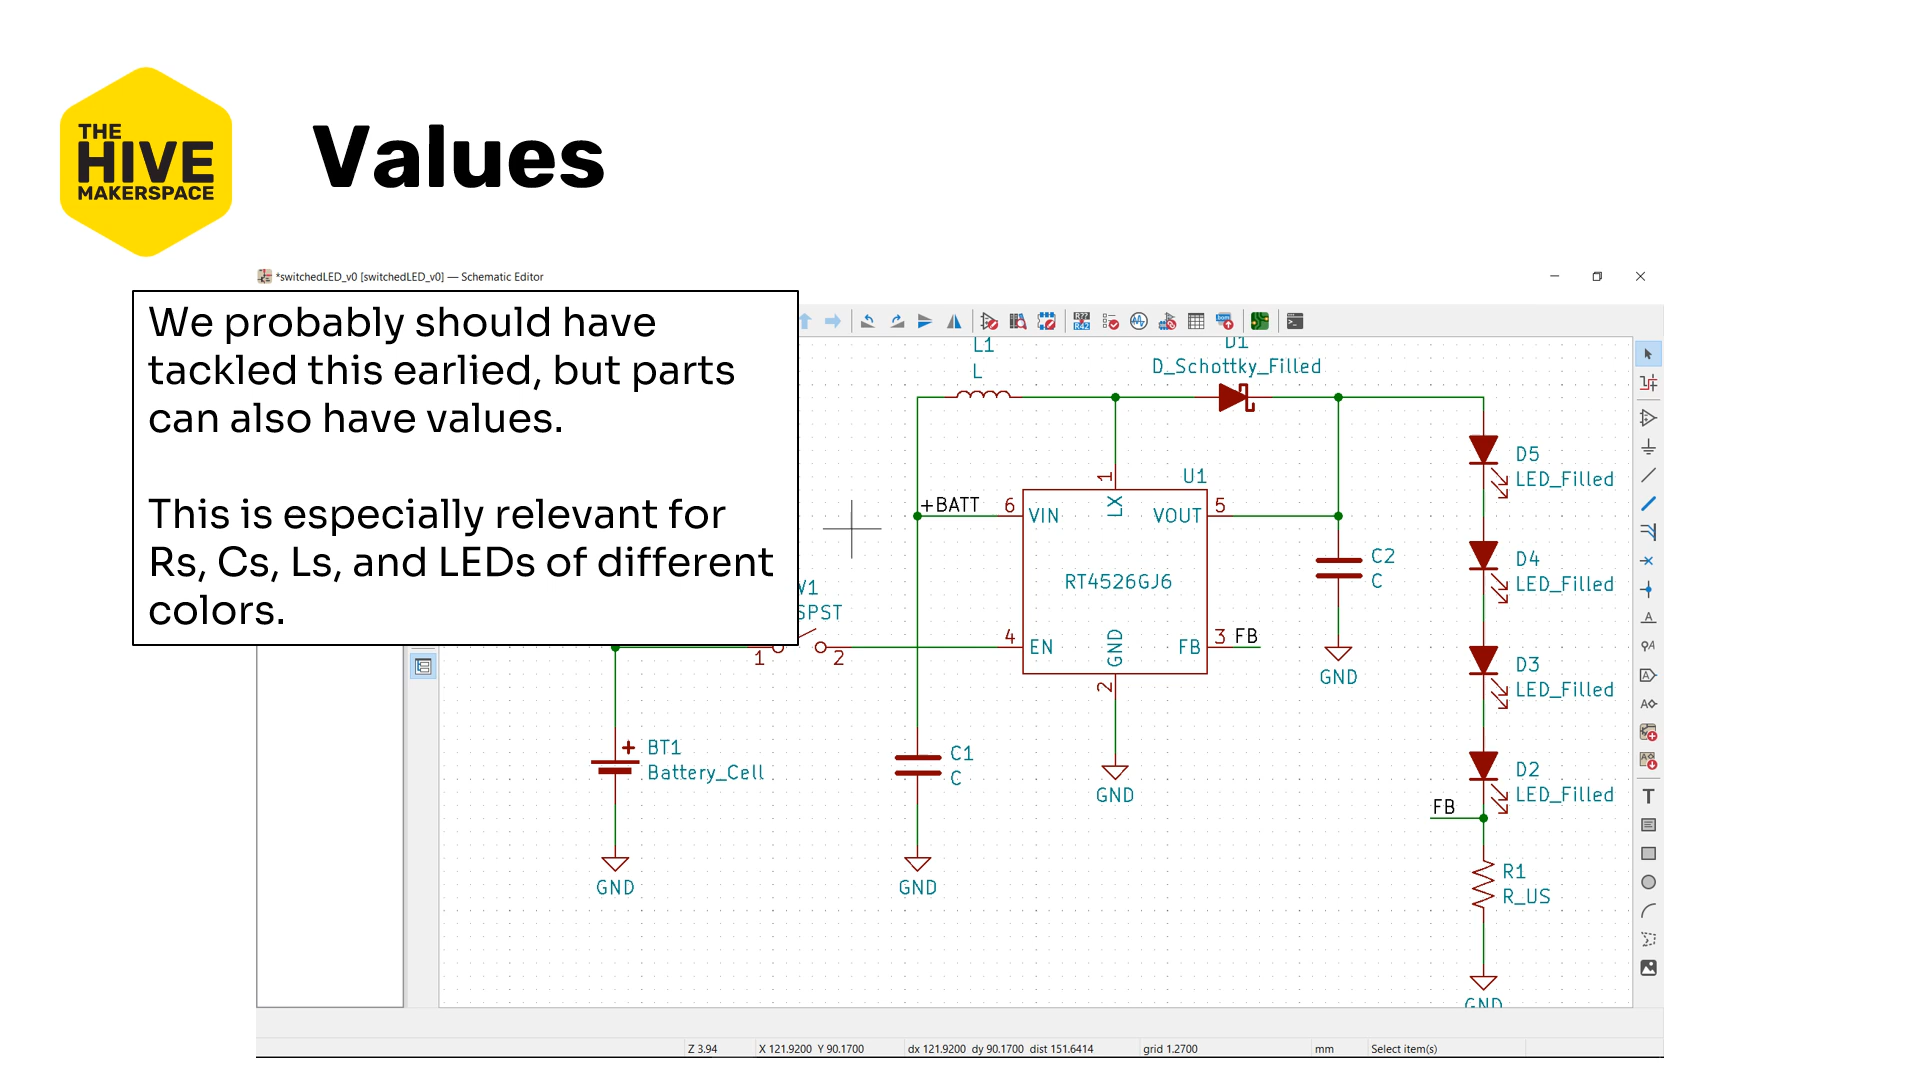 THE
HIVE
MAKERSPACE
Values
*switchedLED_v0 [switchedLED_v0] — Schematic Editor
We probably should have
tackled this earlied, but parts
can also have values.
This is especially relevant for
Rs, Cs, Ls, and LEDs of different
colors.
L1
L
D1
D_Schottky_Filled
D5
LED_Filled
U1
1
LX
+BATT
6
VIN
VOUT
5
C2
C
D4
LED_Filled
RT4526GJ6
V1
SPST
1
2
4
EN
GND
FB
3
FB
2
GND
D3
LED_Filled
BT1
Battery_Cell
C1
C
GND
D2
LED_Filled
FB
GND
GND
R1
R_US
GND
Z 3.94
X 121.9200 Y 90.1700
dx 121.9200 dy 90.1700 dist 151.6414
grid 1.2700
mm
Select item(s)